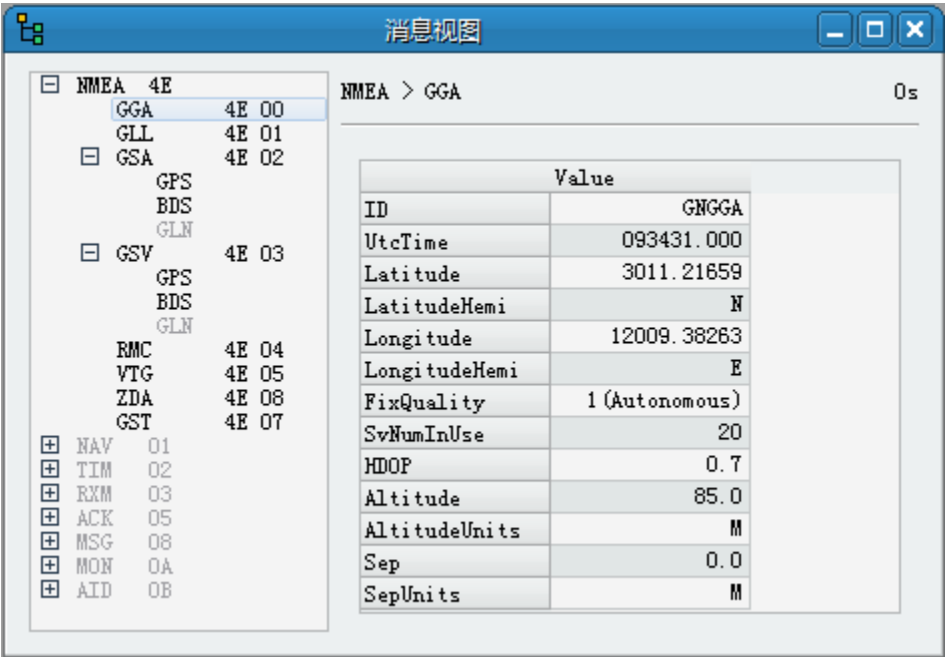 消息视图
NMEA 4E
GGA 4E 00
GLL 4E 01
GSA 4E 02
GPS
BDS
GLN
GSV 4E 03
GPS
BDS
GLN
RMC 4E 04
VTG 4E 05
ZDA 4E 08
GST 4E 07
NAV 01
TIM 02
RXM 03
ACK 05
MSG 08
MON 0A
AID 0B
NMEA > GGA 0s
Value
ID GNGGA
UtcTime 093431.000
Latitude 3011.21659
LatitudeHemi N
Longitude 12009.38263
LongitudeHemi E
FixQuality 1(Autonomous)
SvNumInUse 20
HDOP 0.7
Altitude 85.0
AltitudeUnits M
Sep 0.0
SepUnits M